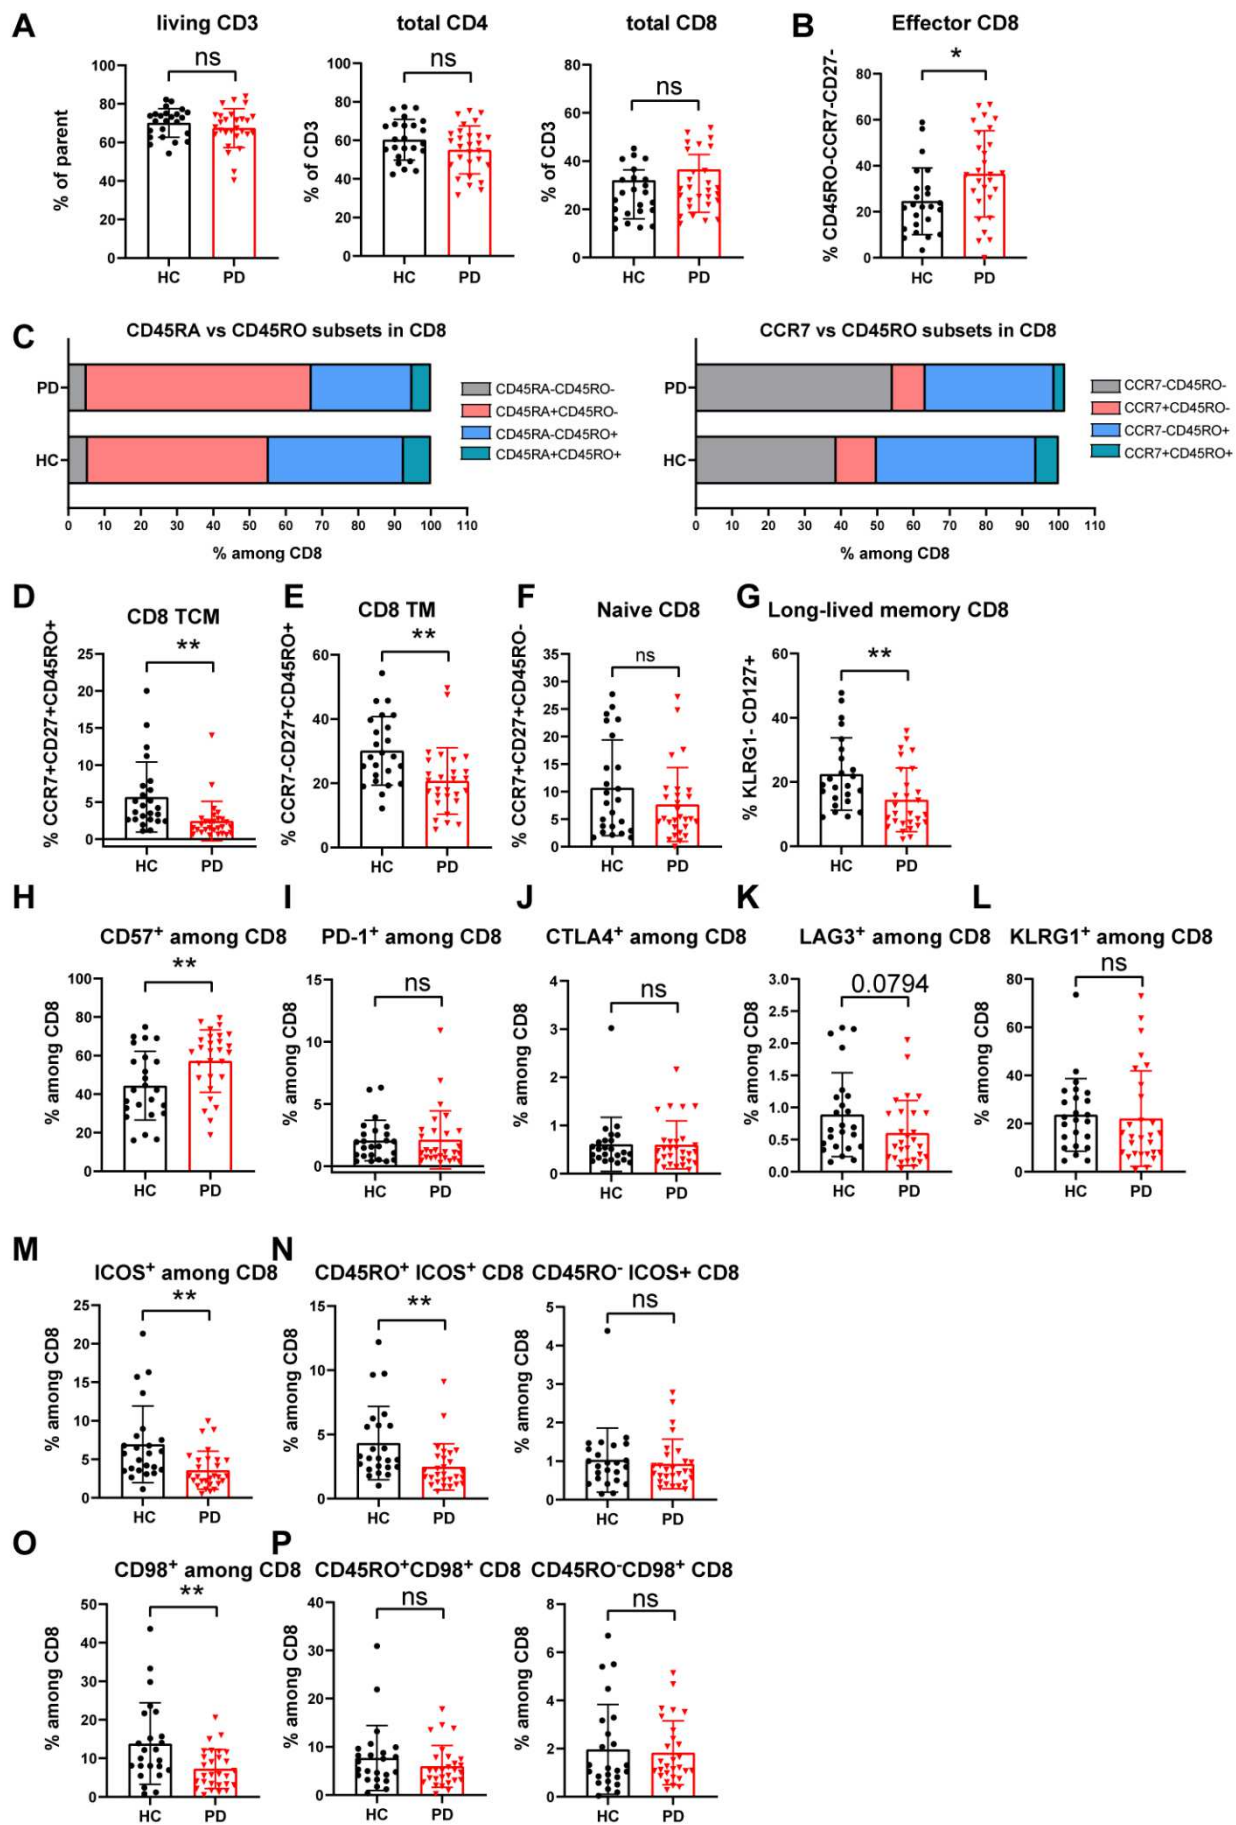 A
living CD3
ns
% of parent
100
80
60
40
20
0
HC
PD
total CD4
ns
% of CD3
100
80
60
40
20
0
HC
PD
total CD8
ns
% of CD3
80
60
40
20
0
HC
PD
B
Effector CD8
*
% CD45RO-CCR7-CD27-
80
60
40
20
0
HC
PD
C
CD45RA vs CD45RO subsets in CD8
PD
HC
CD45RA-CD45RO-
CD45RA+CD45RO-
CD45RA-CD45RO+
CD45RA+CD45RO+
0 10 20 30 40 50 60 70 80 90 100 110
% among CD8
CCR7 vs CD45RO subsets in CD8
PD
HC
CCR7-CD45RO-
CCR7+CD45RO-
CCR7-CD45RO+
CCR7+CD45RO+
0 10 20 30 40 50 60 70 80 90 100 110
% among CD8
D
CD8 TCM
**
% CCR7+CD27+CD45RO+
25
20
15
10
5
0
HC
PD
E
CD8 TM
**
% CCR7-CD27+CD45RO+
60
40
20
0
HC
PD
F
Naive CD8
ns
% CCR7+CD27+CD45RO-
35
30
25
20
15
10
5
0
HC
PD
G
Long-lived memory CD8
**
% KLRG1- CD127+
60
40
20
0
HC
PD
H
CD57+ among CD8
**
% among CD8
100
80
60
40
20
0
HC
PD
I
PD-1+ among CD8
ns
% among CD8
15
10
5
0
HC
PD
J
CTLA4+ among CD8
ns
% among CD8
4
3
2
1
0
HC
PD
K
LAG3+ among CD8
0.0794
% among CD8
3.0
2.5
2.0
1.5
1.0
0.5
0.0
HC
PD
L
KLRG1+ among CD8
ns
% among CD8
80
60
40
20
0
HC
PD
M
ICOS+ among CD8
**
% among CD8
25
20
15
10
5
0
HC
PD
N
CD45RO+ ICOS+ CD8
**
% among CD8
15
10
5
0
HC
PD
CD45RO- ICOS+ CD8
ns
% among CD8
5
4
3
2
1
0
HC
PD
O
CD98+ among CD8
**
% among CD8
50
40
30
20
10
0
HC
PD
P
CD45RO+CD98+ CD8
ns
% among CD8
40
30
20
10
0
HC
PD
CD45RO-CD98+ CD8
ns
% among CD8
8
6
4
2
0
HC
PD